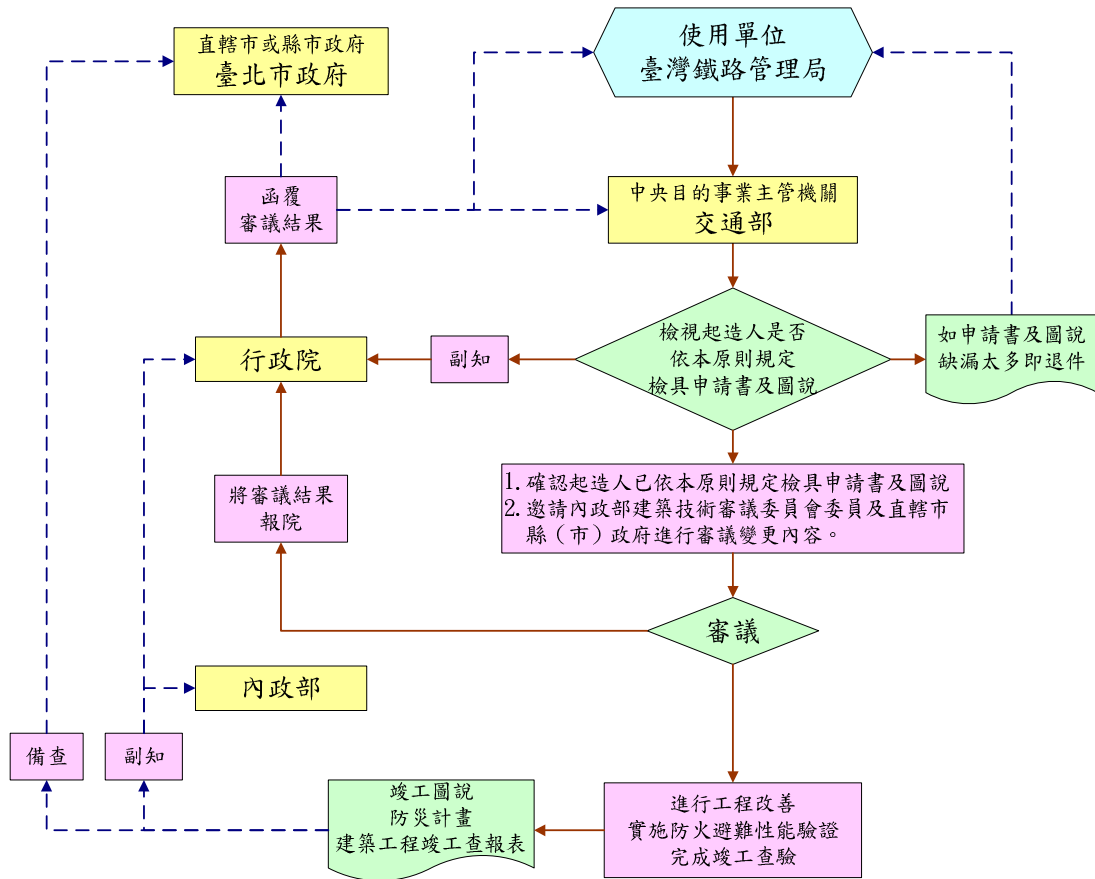 直轄市或縣市政府
臺北市政府
使用單位
臺灣鐵路管理局
函覆
審議結果
中央目的事業主管機關
交通部
行政院
副知
檢視起造人是否
依本原則規定
檢具申請書及圖說
如申請書及圖說
缺漏太多即退件
將審議結果
報院
1. 確認起造人已依本原則規定檢具申請書及圖說
2. 邀請內政部建築技術審議委員會委員及直轄市
縣（市）政府進行審議變更內容。
審議
內政部
備查
副知
竣工圖說
防災計畫
建築工程竣工查報表
進行工程改善
實施防火避難性能驗證
完成竣工查驗